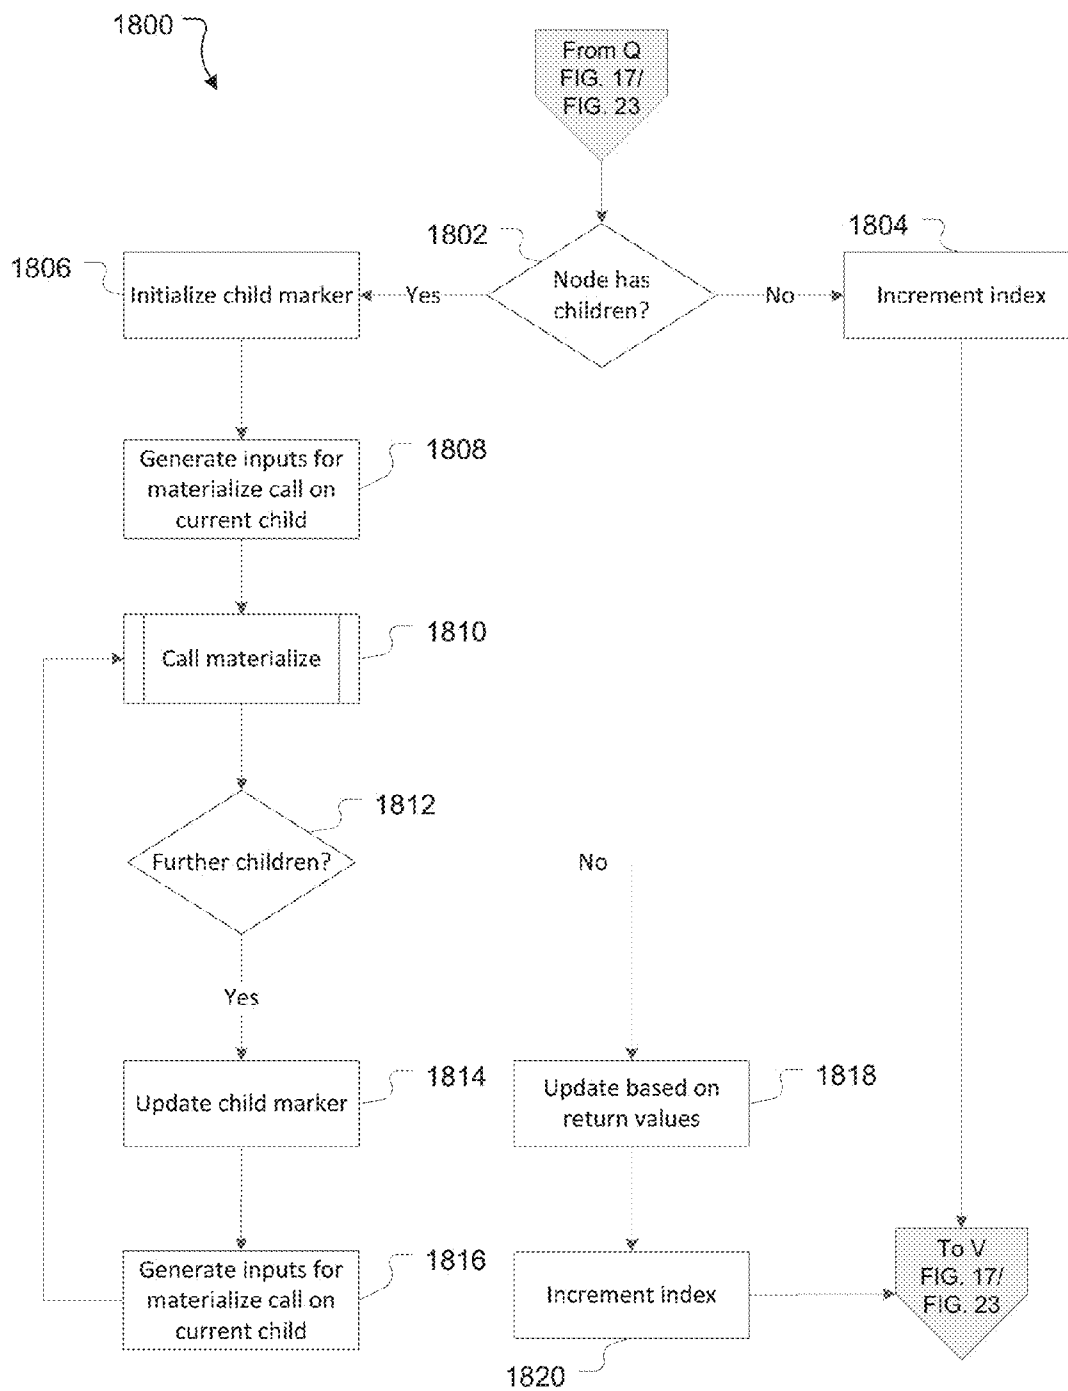 1800
From Q
FIG. 17/
FIG. 23
1802
1804
1806
Initialize child marker
Yes
Node has
children?
No
Increment index
Generate inputs for
materialize call on
current child
1808
Call materialize
1810
1812
Further children?
No
Yes
Update child marker
1814
Update based on
return values
1818
Generate inputs for
materialize call on
current child
1816
Increment index
1820
To V
FIG. 17/
FIG. 23